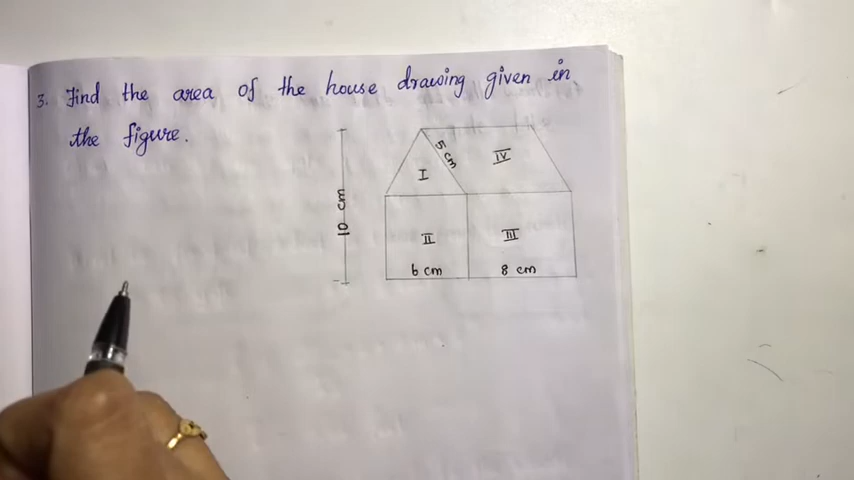 3. Find the area of the house drawing given in
the figure.
5 cm
I
IV
10 cm
II
III
6 cm
8 cm